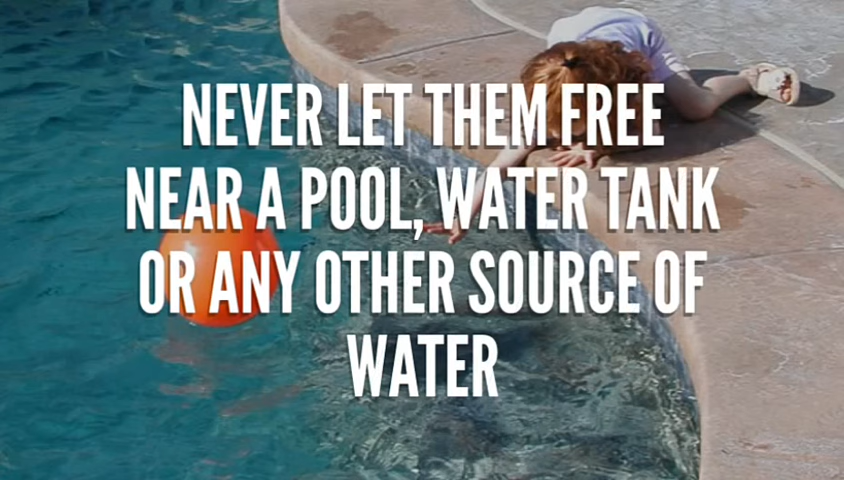 NEVER LET THEM FREE
NEAR A POOL, WATER TANK
OR ANY OTHER SOURCE OF
WATER